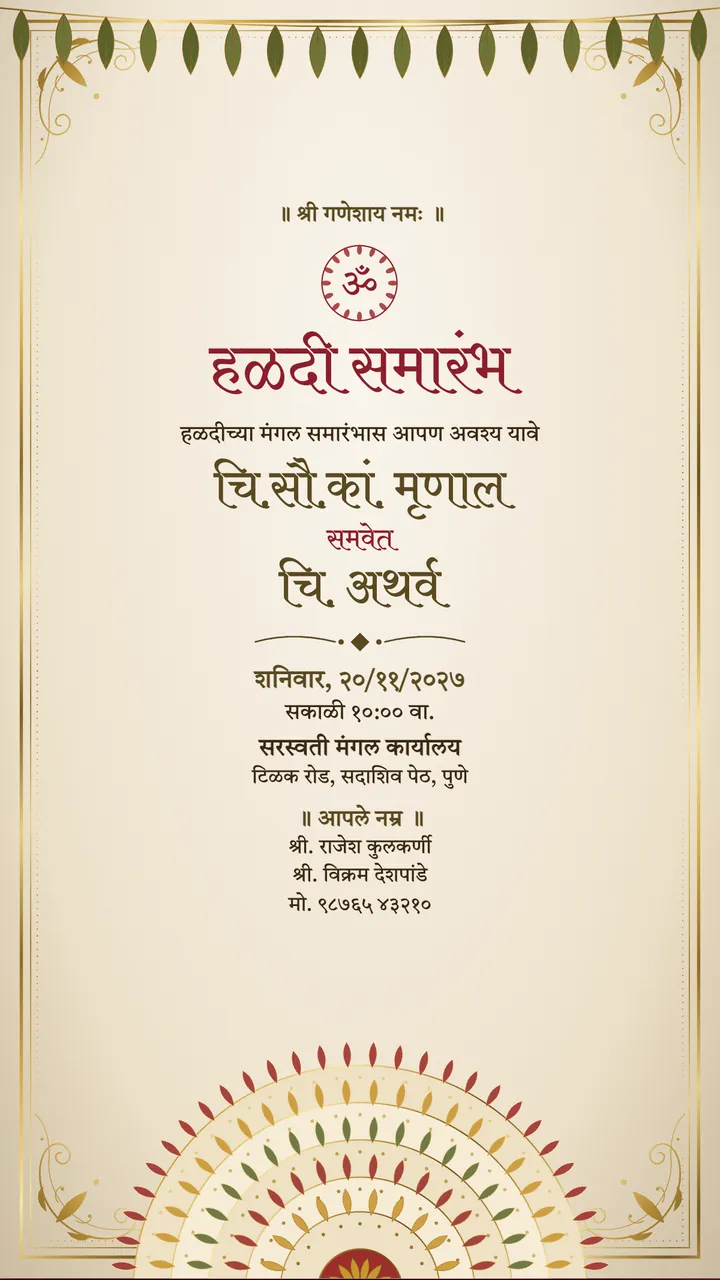 ॥ श्री गणेशाय नमः ॥
ॐ
हळदी समारंभ
हळदीच्या मंगल समारंभास आपण अवश्य यावे
चि.सौ.कां. मृणाल
समवेत
चि. अथर्व
शनिवार, २०/११/२०२७
सकाळी १०:०० वा.
सरस्वती मंगल कार्यालय
टिळक रोड, सदाशिव पेठ, पुणे
॥ आपले नम्र ॥
श्री. राजेश कुलकर्णी
श्री. विक्रम देशपांडे
मो. ९८७६५ ४३२१०